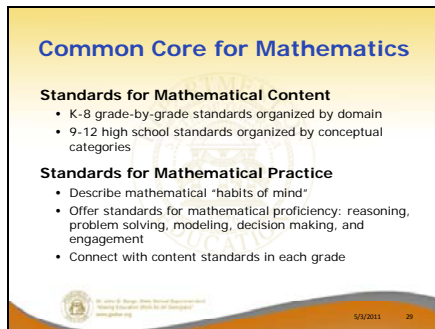 Common Core for Mathematics
Standards for Mathematical Content
• K-8 grade-by-grade standards organized by domain
• 9-12 high school standards organized by conceptual
categories
Standards for Mathematical Practice
• Describe mathematical "habits of mind"
• Offer standards for mathematical proficiency: reasoning,
problem solving, modeling, decision making, and
engagement
• Connect with content standards in each grade
5/3/2011 29